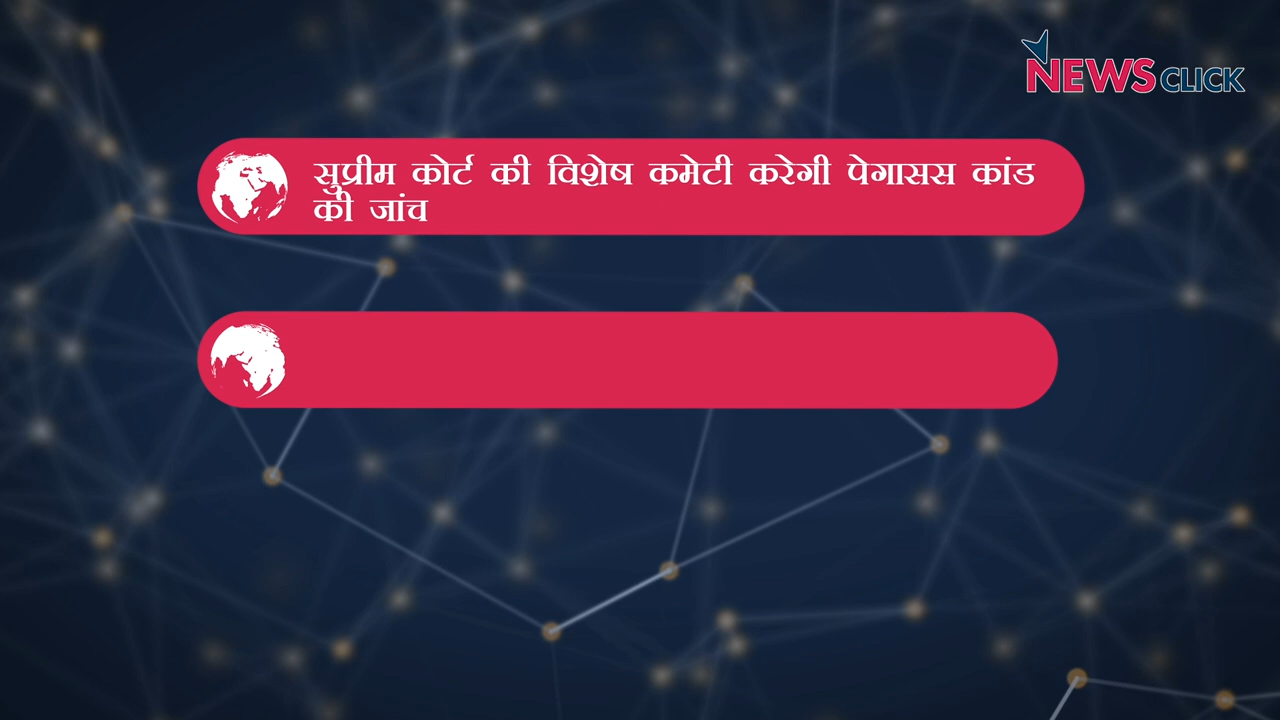 NEWSCLICK
सुप्रीम कोर्ट की विशेष कमेटी करेगी पेगासस कांड
की जांच